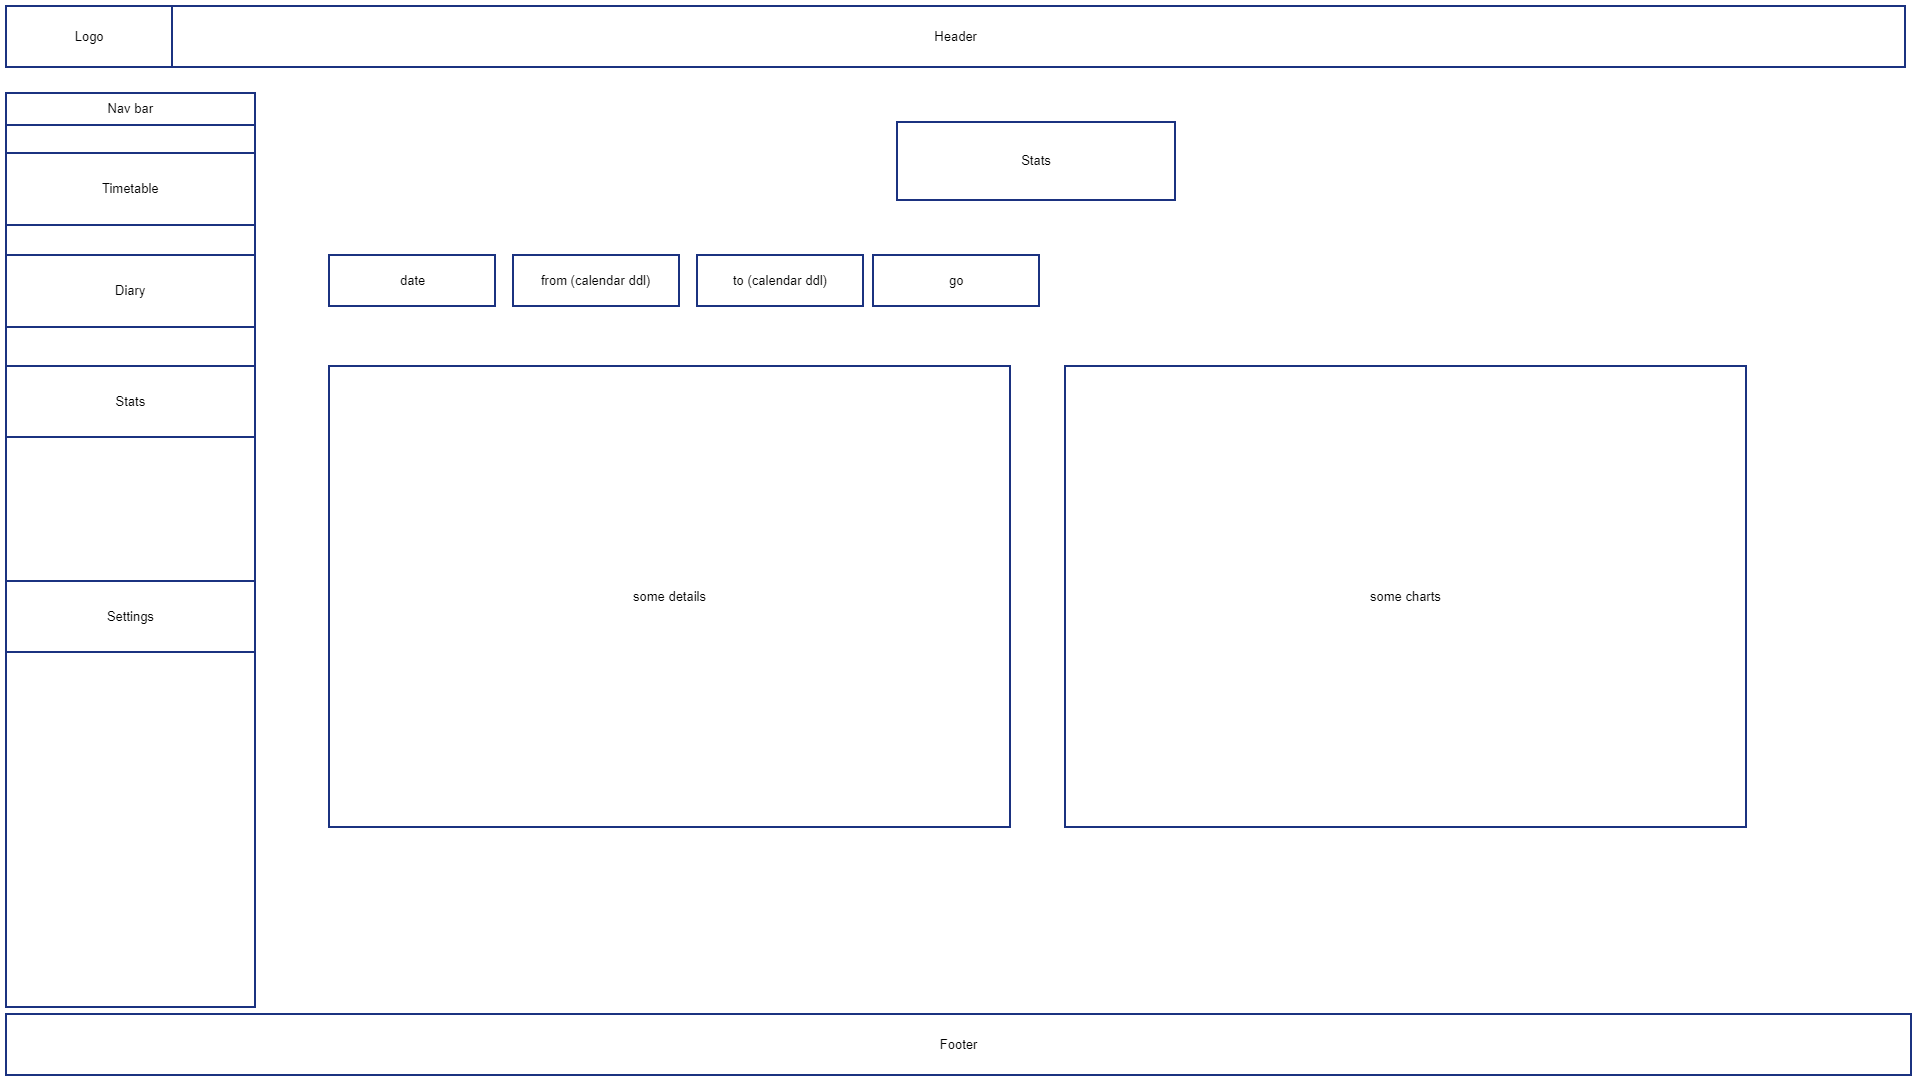 Logo
Header
Nav bar
Timetable
Diary
Stats
Settings
Stats
date
from (calendar ddl)
to (calendar ddl)
go
some details
some charts
Footer